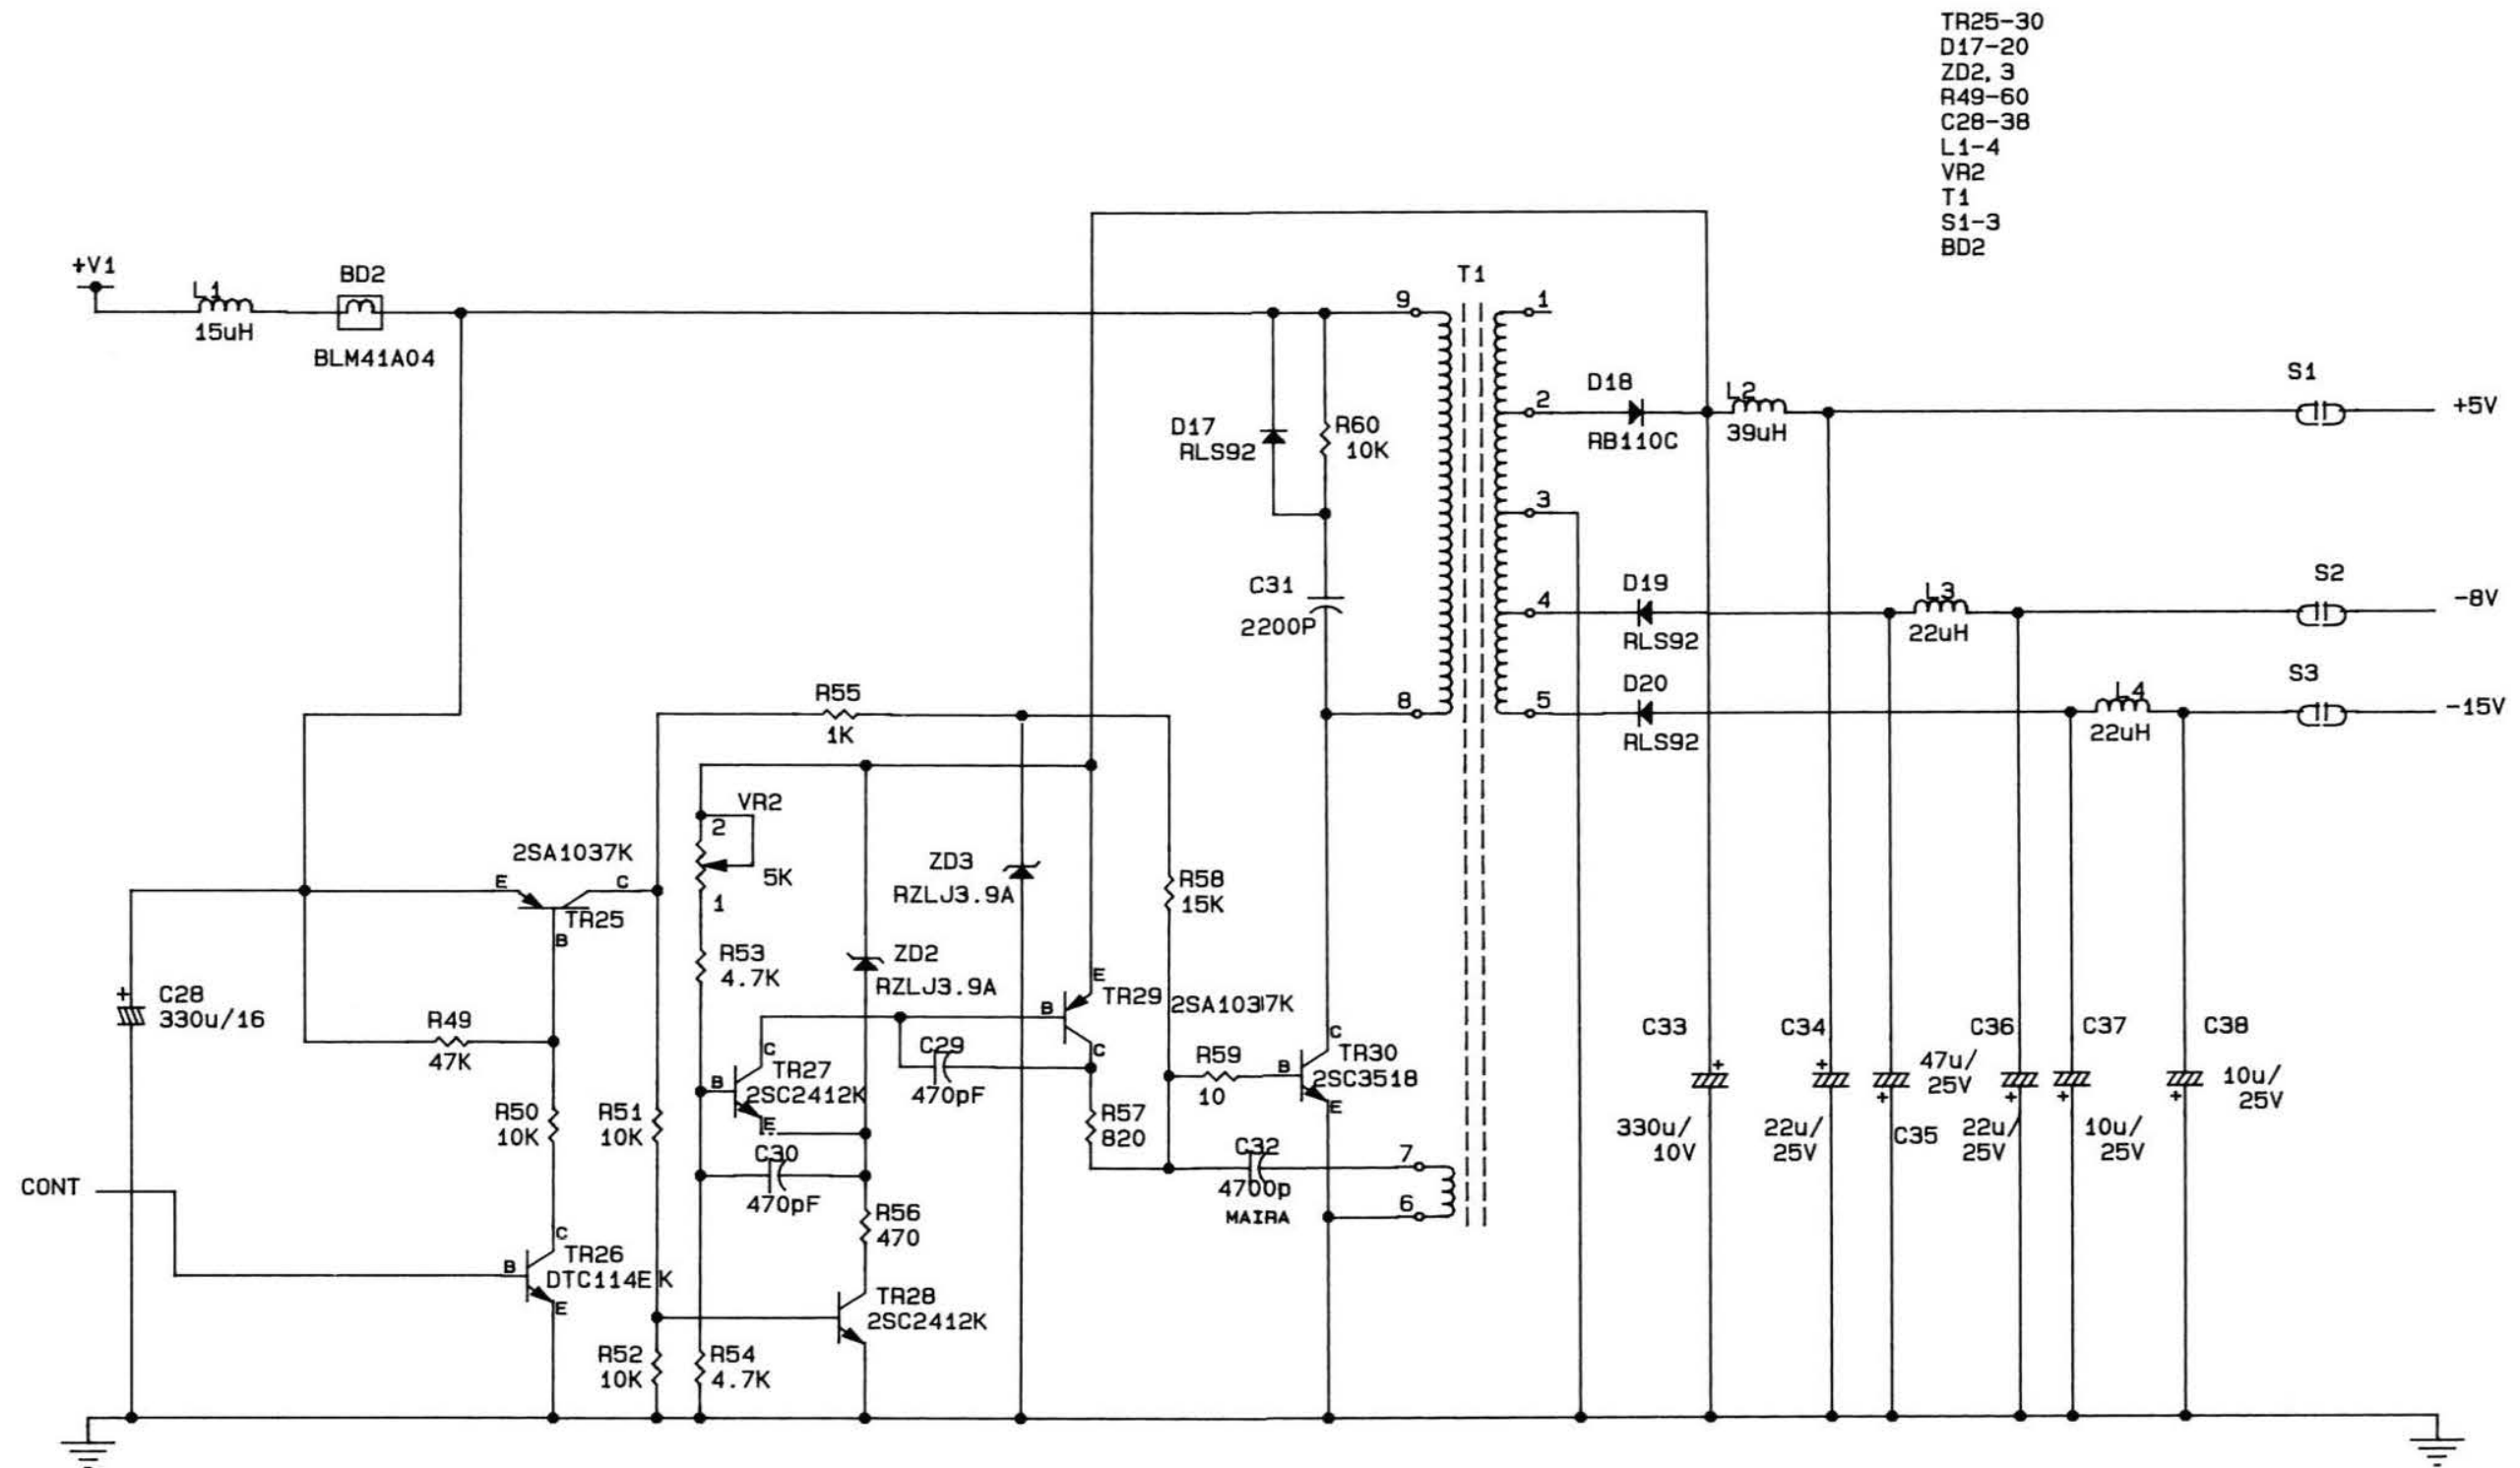 TR25-30
D17-20
ZD2, 3
R49-60
C28-38
L1-4
VR2
T1
S1-3
BD2
+V1
L1
15uH
BD2
BLM41A04
T1
9
1
D17
RLS92
R60
10K
2
D18
RB110C
L2
39uH
S1
+5V
3
C31
2200P
4
D19
RLS92
L3
22uH
S2
-8V
8
5
D20
RLS92
L4
22uH
S3
-15V
R55
1K
VR2
2
5K
1
2SA1037K
E
C
TR25
B
ZD3
RZLJ3.9A
R58
15K
R53
4.7K
ZD2
RZLJ3.9A
E
B
TR29
2SA1037K
C
+
C28
330u/16
R49
47K
C
TR27
2SC2412K
B
E
C29
470pF
R59
10
C
B
TR30
2SC3518
E
R50
10K
R51
10K
C30
470pF
R57
820
C32
4700p
MAIRA
7
6
C33
+
330u/
10V
C34
+
22u/
25V
47u/
25V
+
C35
C36
+
22u/
25V
C37
+
10u/
25V
C38
+
10u/
25V
CONT
R56
470
C
TR26
DTC114EK
B
E
TR28
2SC2412K
R52
10K
R54
4.7K